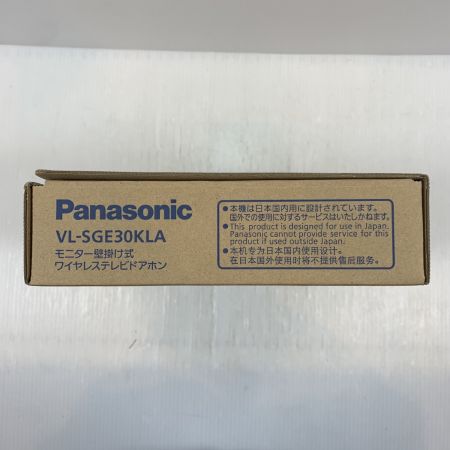 Panasonic
VL-SGE30KLA
モニター壁掛け式
ワイヤレステレビドアホン
●本機は日本国内用に設計されています。
国外での使用に対するサービスはいたしかねます。
●This product is designed for use in Japan.
Panasonic cannot provide service for this
product if used outside Japan.
●本机专为日本国内使用设计。
在日本国外使用时将不提供售后服务。